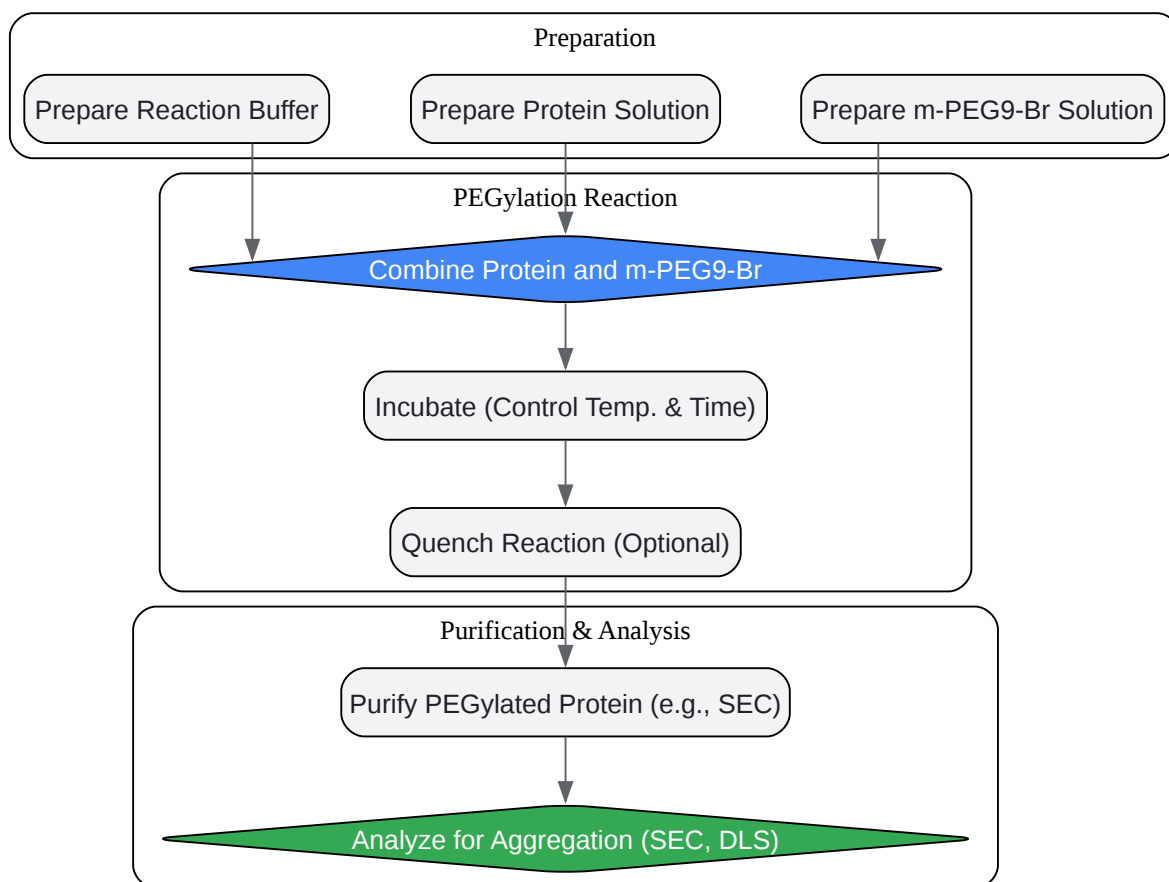 Preparation
Prepare Reaction Buffer
Prepare Protein Solution
Prepare m-PEG9-Br Solution
PEGylation Reaction
Combine Protein and m-PEG9-Br
Incubate (Control Temp. & Time)
Quench Reaction (Optional)
Purification & Analysis
Purify PEGylated Protein (e.g., SEC)
Analyze for Aggregation (SEC, DLS)